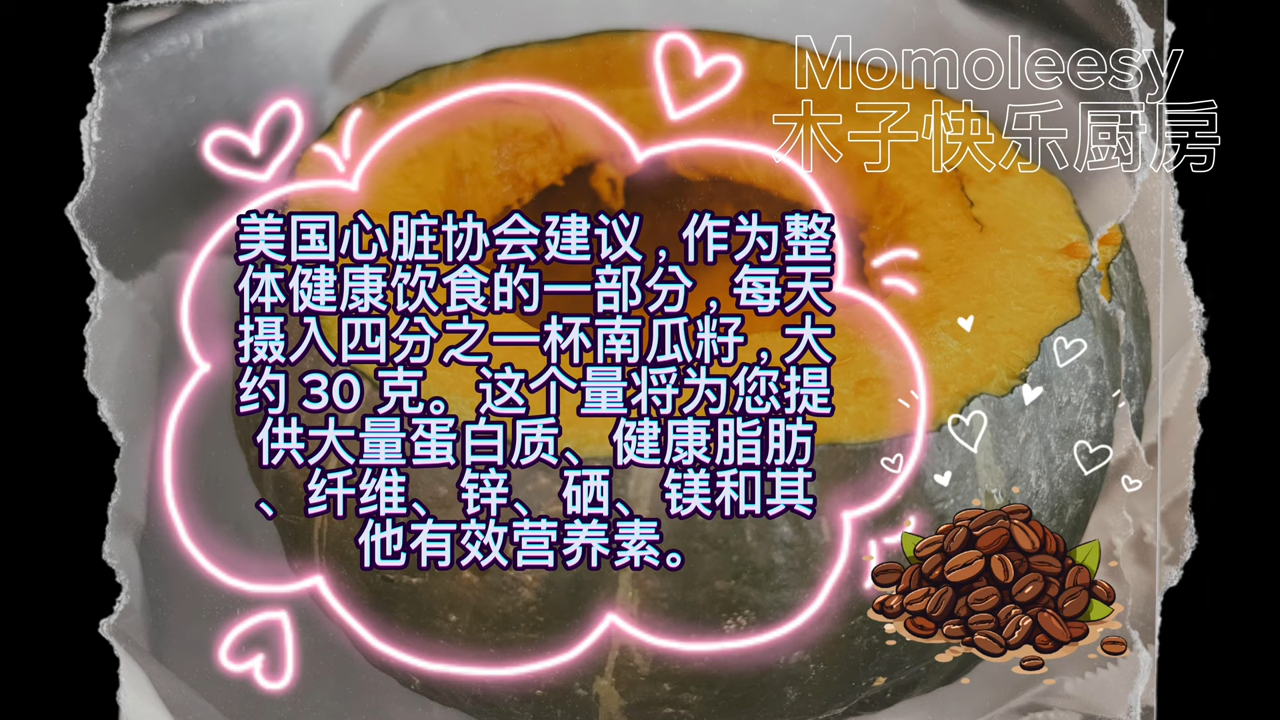 Momoleesy
木子快乐厨房
美国心脏协会建议，作为整
体健康饮食的一部分，每天
摄入四分之一杯南瓜籽，大
约 30 克。这个量将为您提
供大量蛋白质、健康脂肪
、纤维、锌、硒、镁和其
他有效营养素。